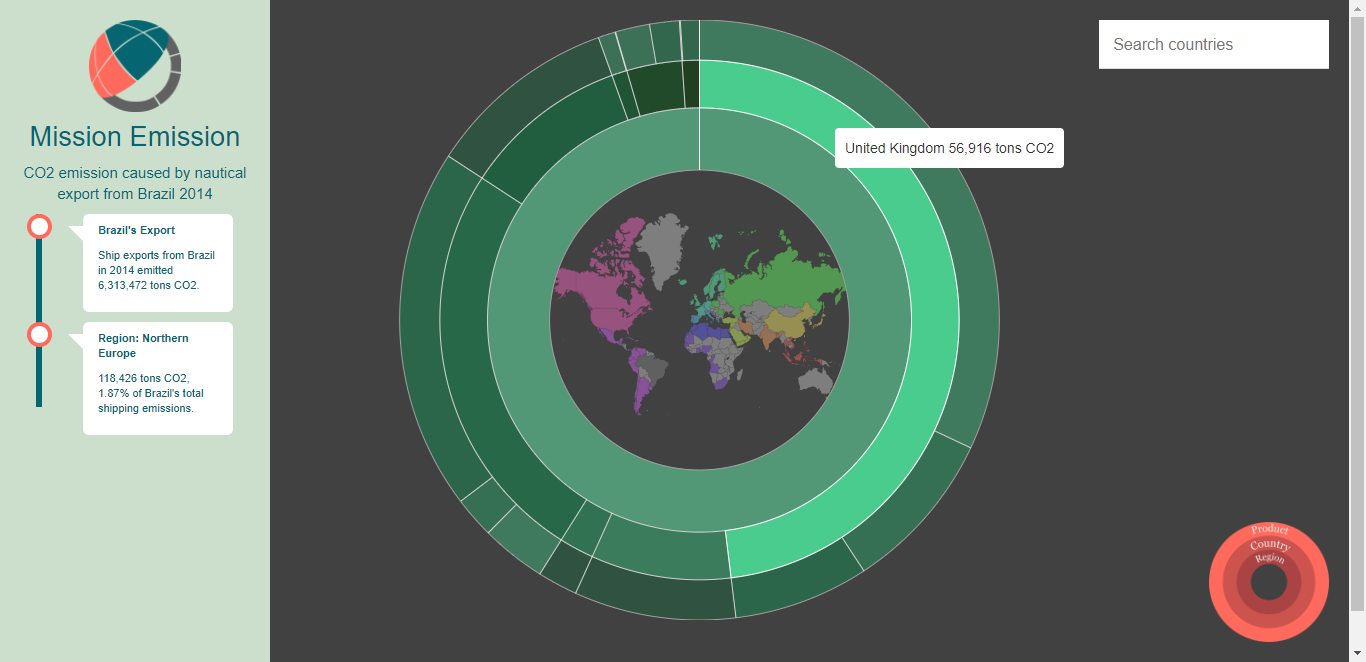 Mission Emission
CO2 emission caused by nautical
export from Brazil 2014
Brazil's Export
Ship exports from Brazil
in 2014 emitted
6,313,472 tons CO2.
Region: Northern
Europe
118,426 tons CO2,
1.87% of Brazil's total
shipping emissions.
Search countries
United Kingdom 56,916 tons CO2
Product
Country
Region